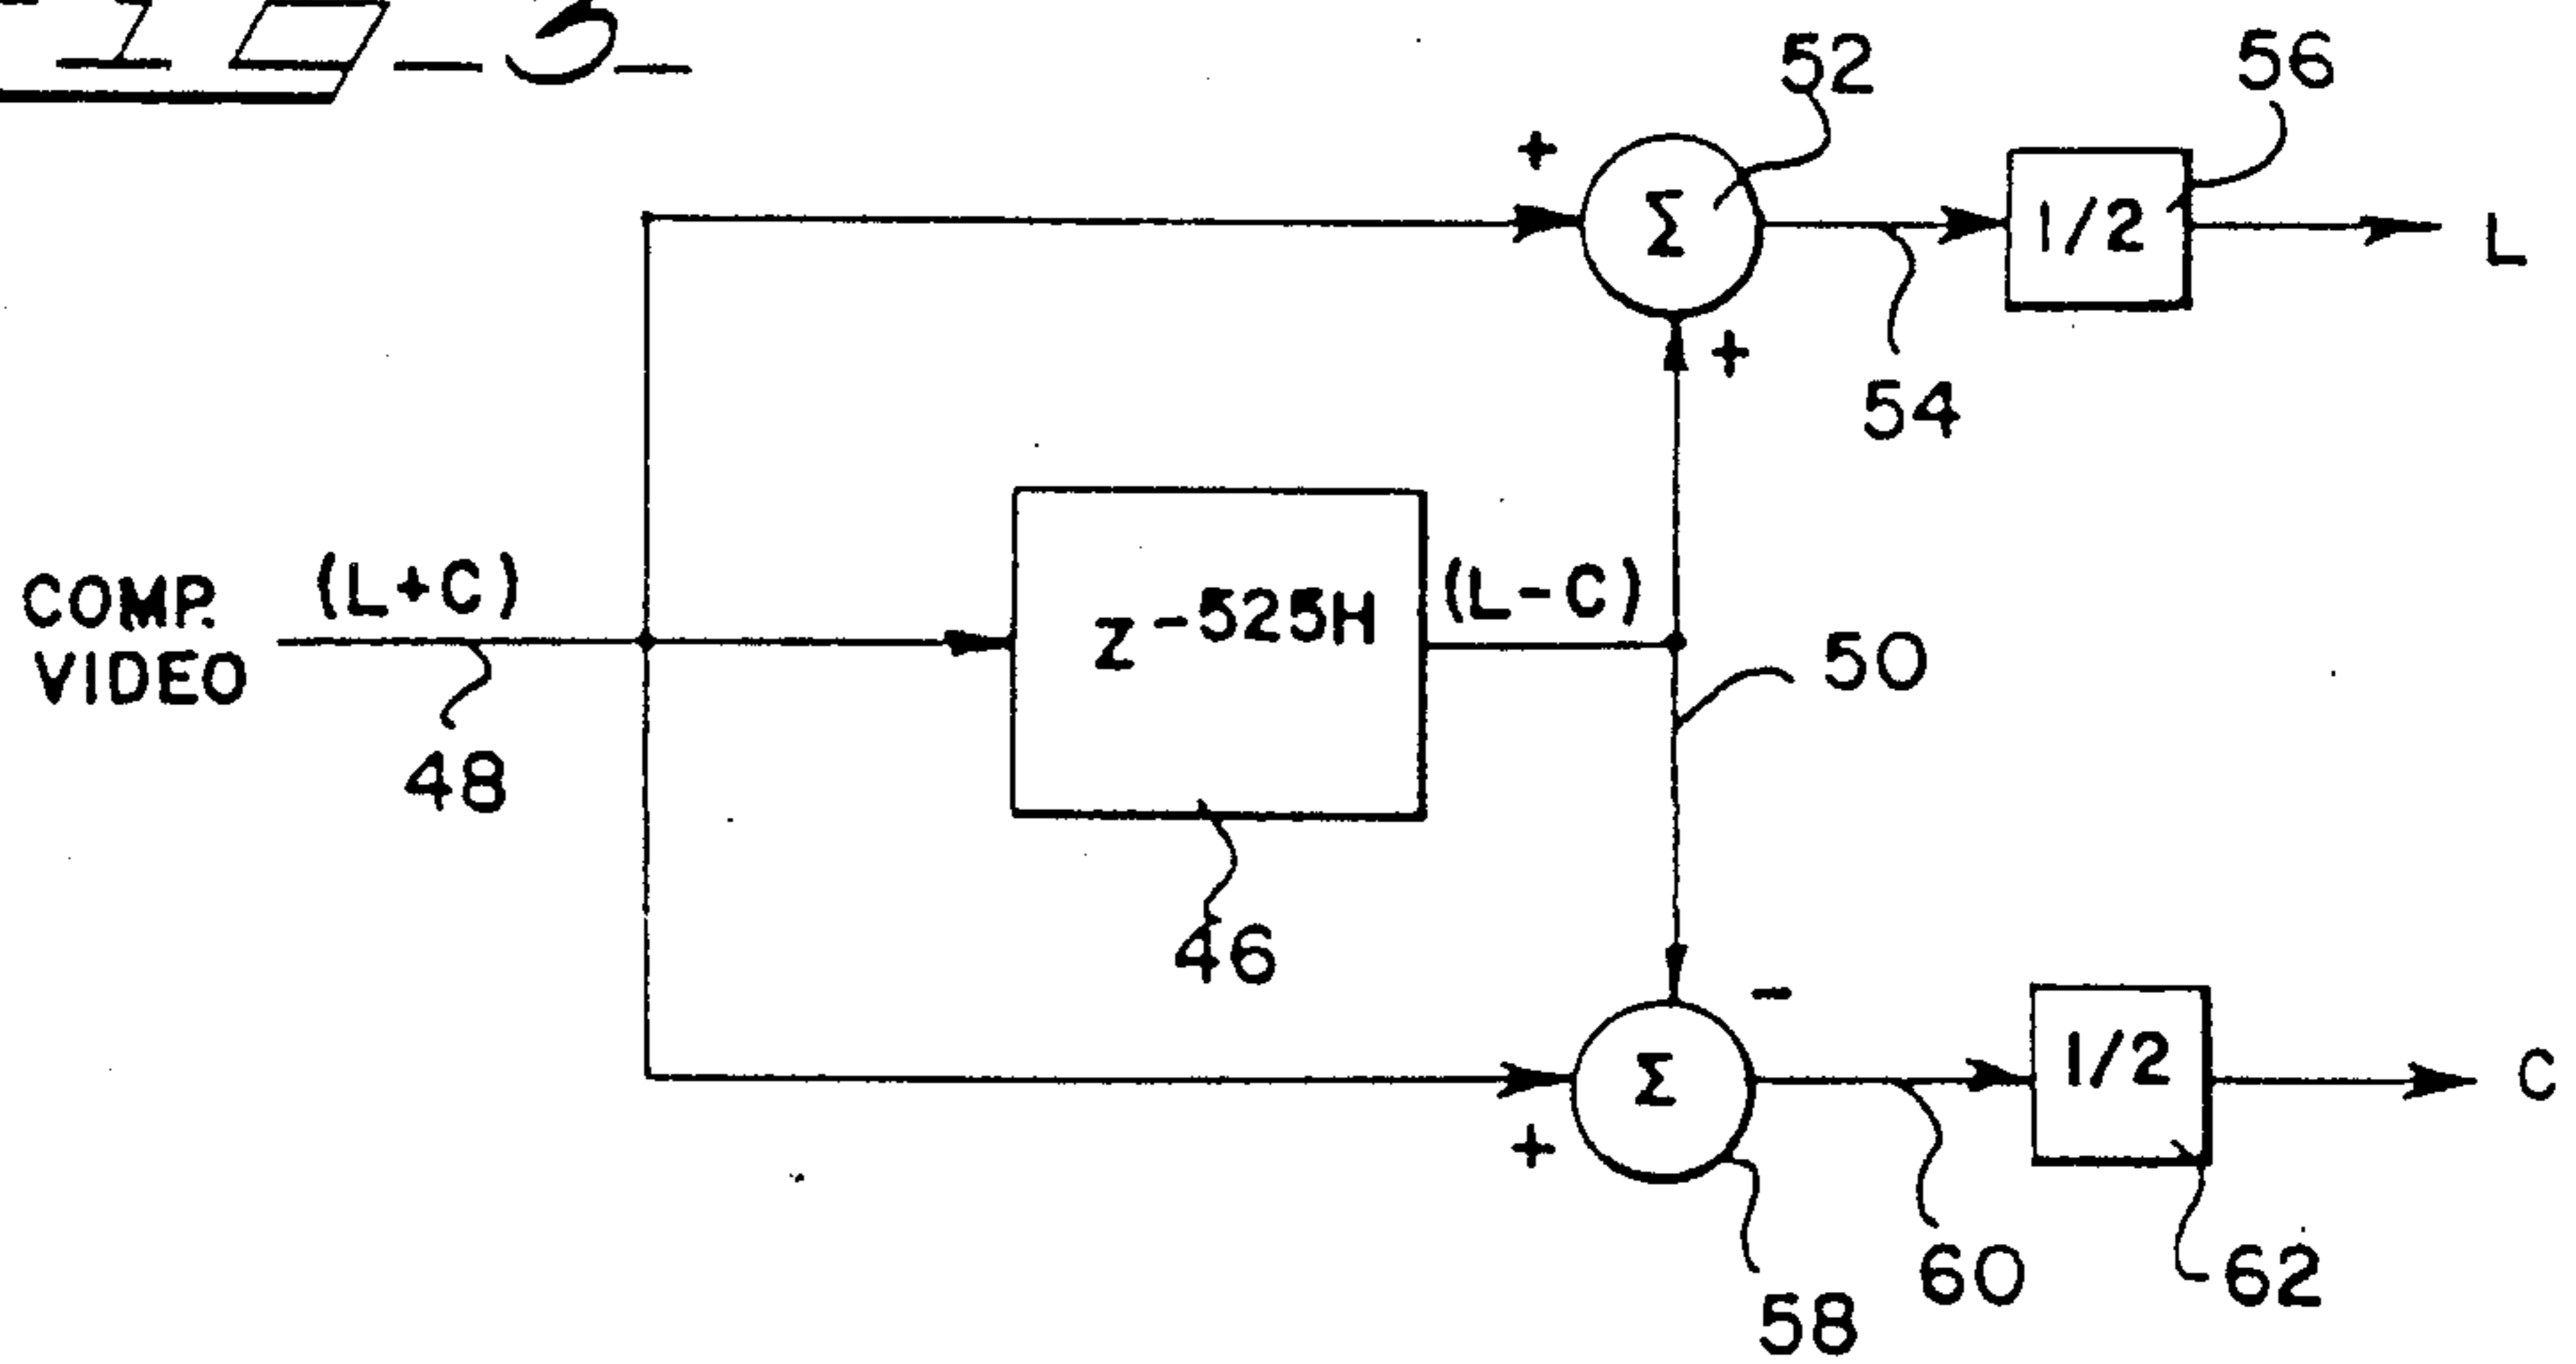 52
56
+
Σ
1/2
L
+
54
COMP.
VIDEO
(L+C)
Z-525H
(L-C)
50
48
46
-
Σ
1/2
C
+
60
62
58